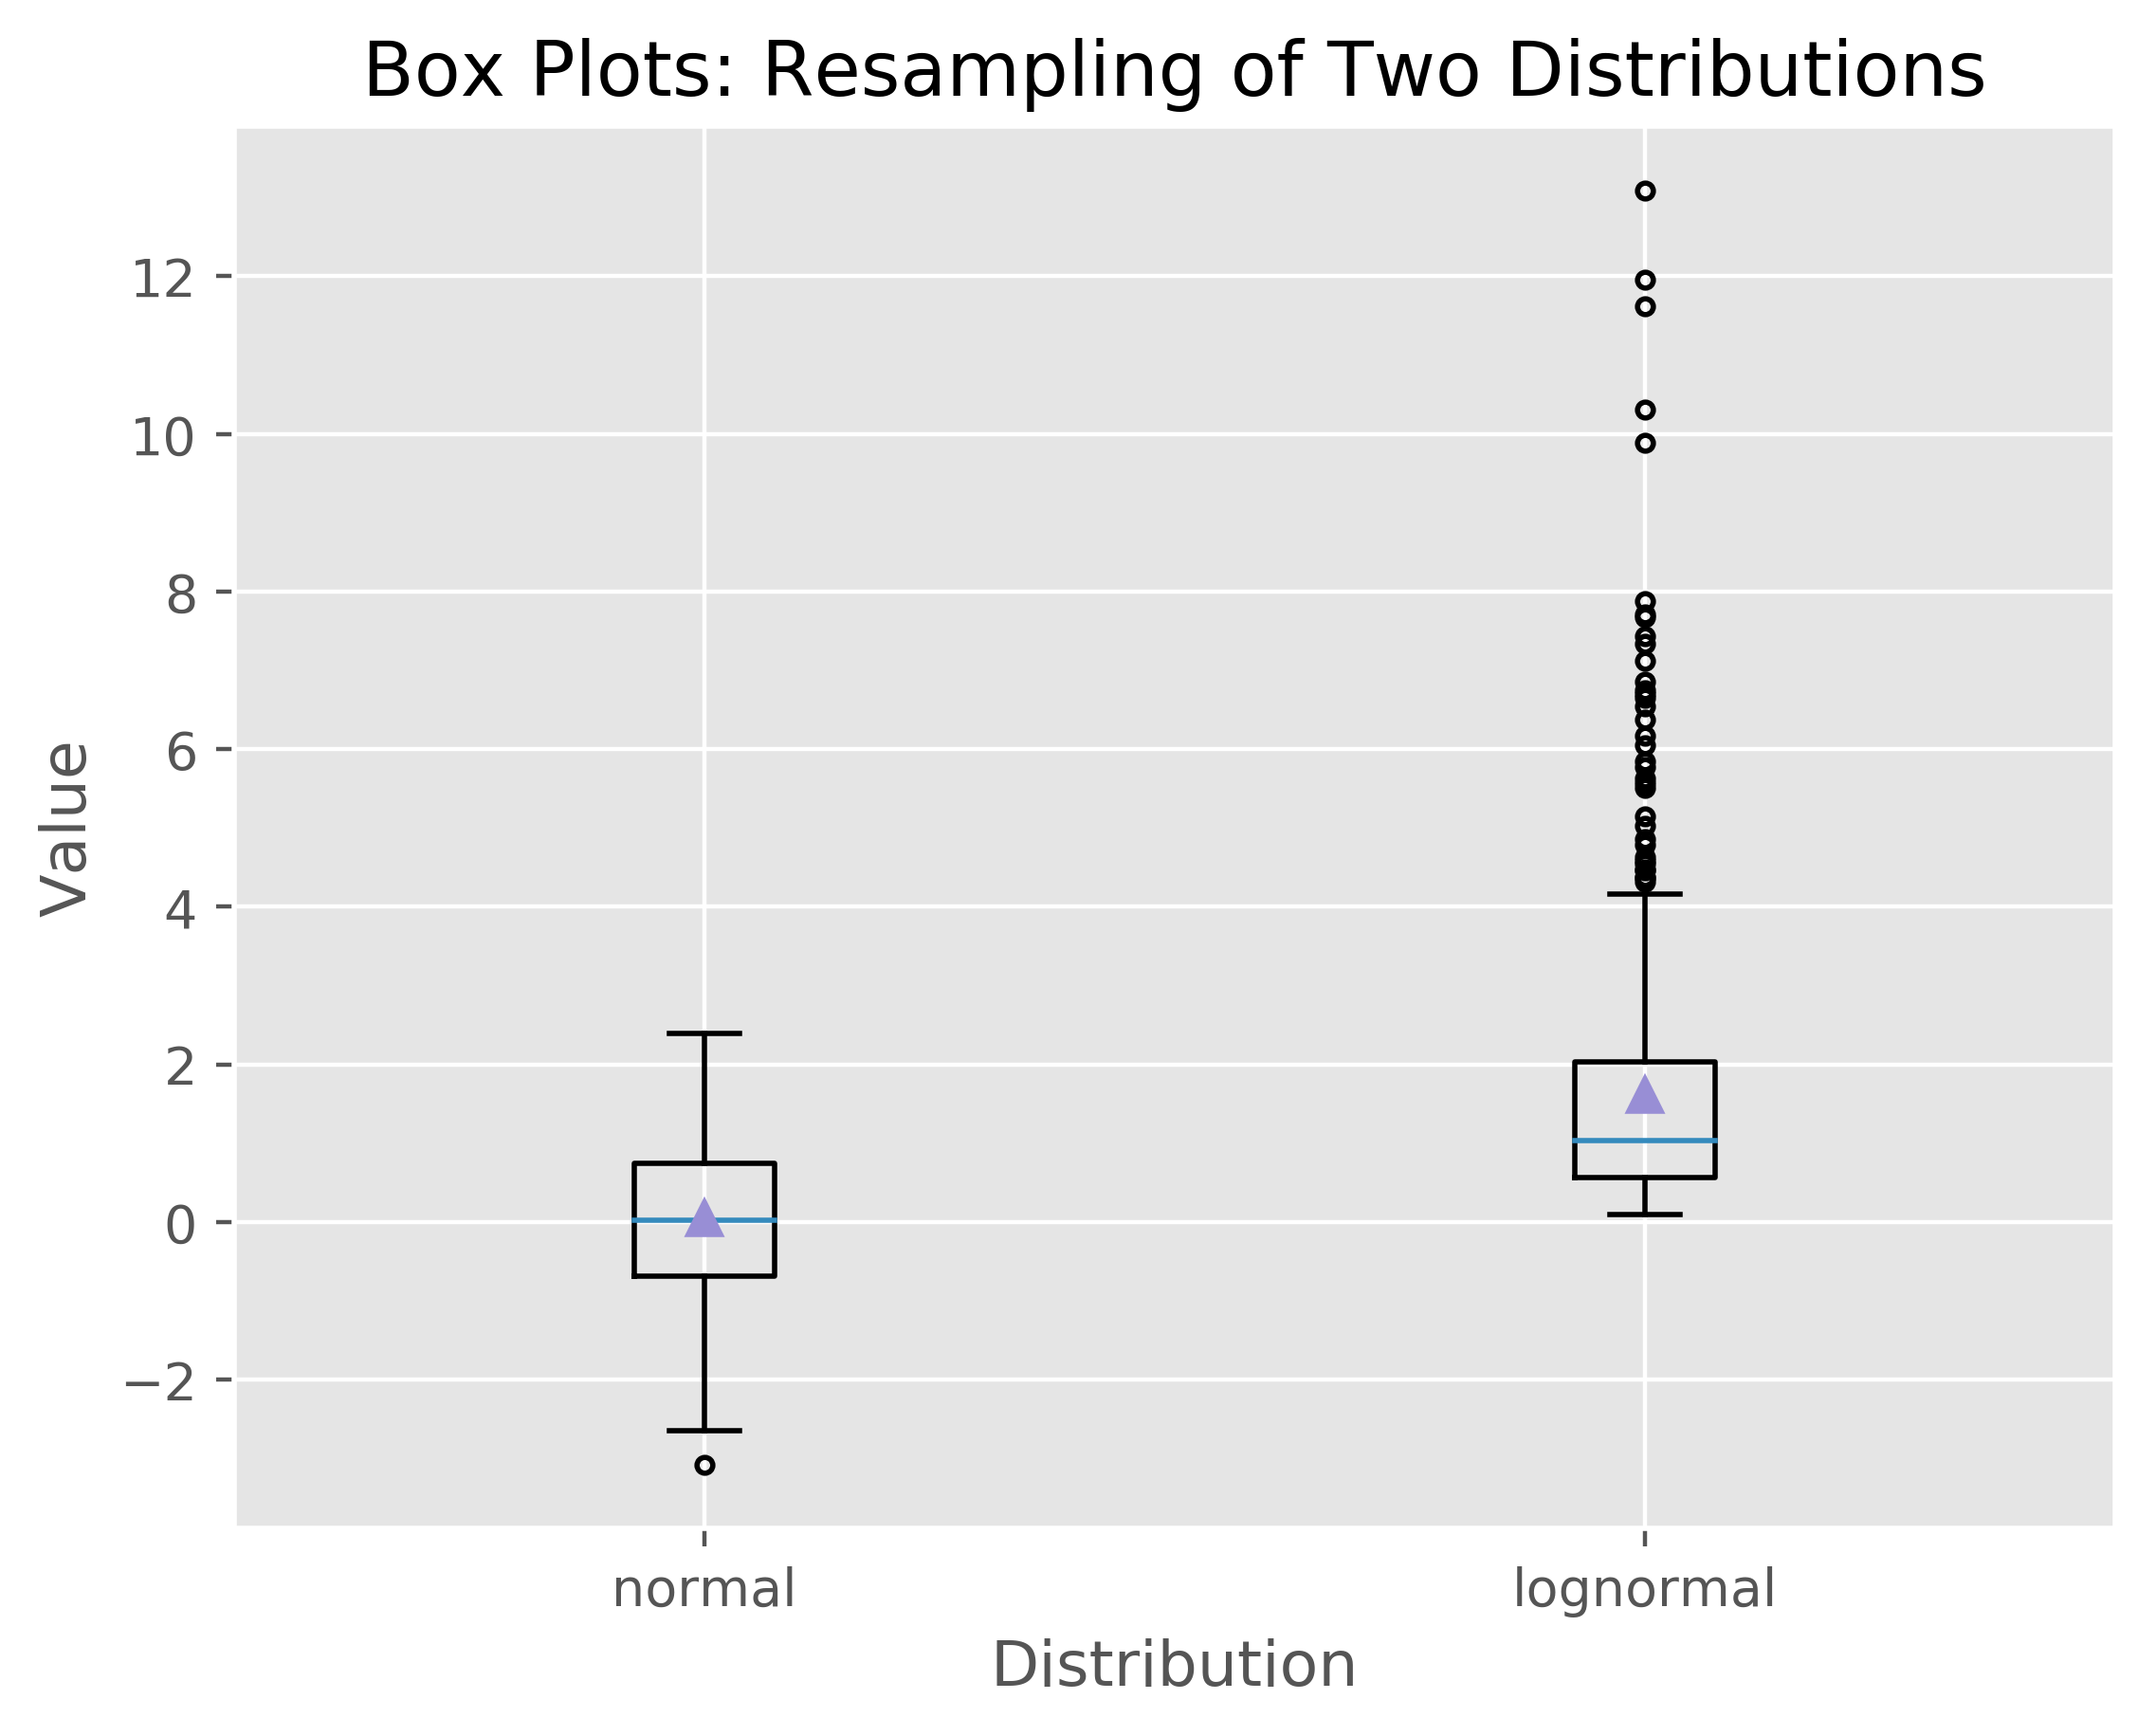 Box Plots: Resampling of Two Distributions
12
10
8
6
4
2
0
−2
Value
normal
lognormal
Distribution